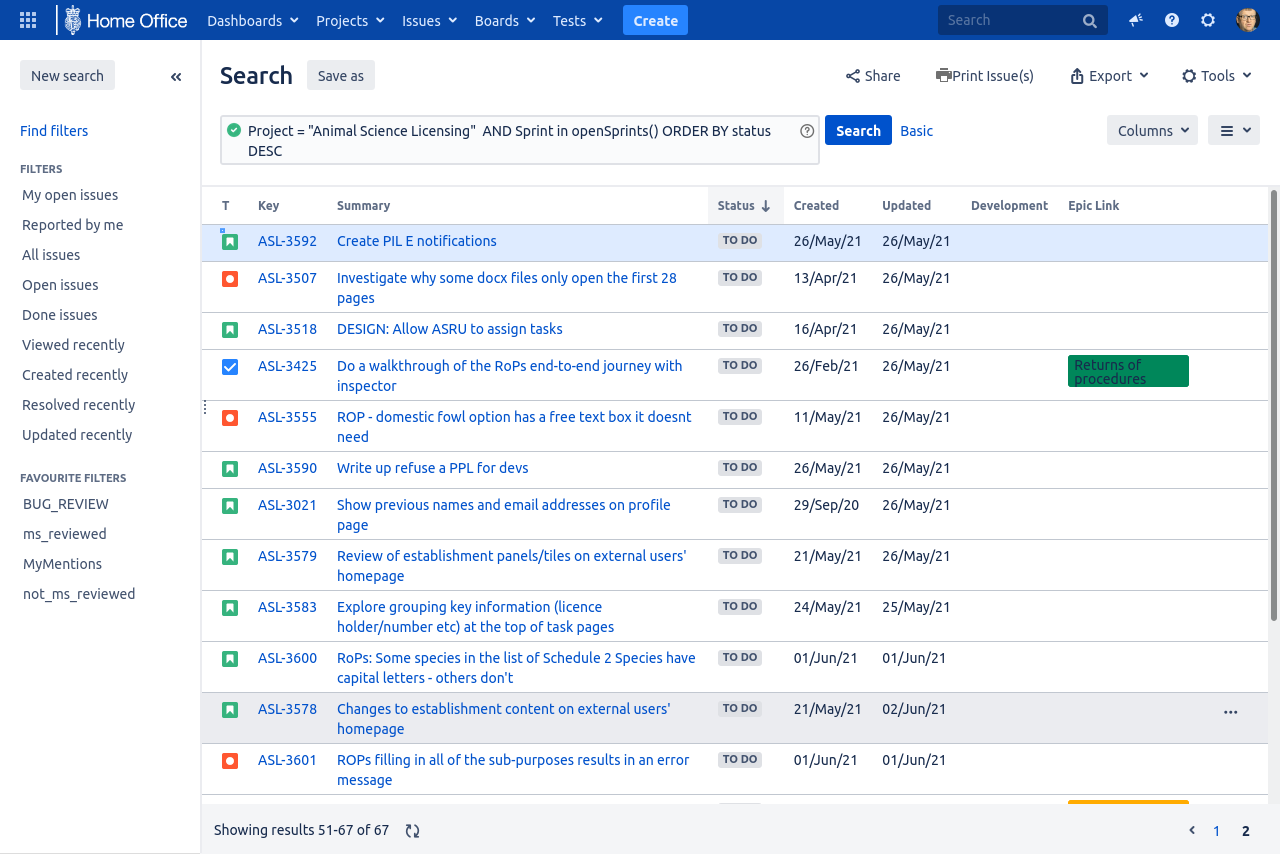 Home Office Dashboards Projects Issues Boards Tests Create Search
New search «
Find filters
FILTERS
My open issues
Reported by me
All issues
Open issues
Done issues
Viewed recently
Created recently
Resolved recently
Updated recently
FAVOURITE FILTERS
BUG_REVIEW
ms_reviewed
MyMentions
not_ms_reviewed
Search Save as Share Print Issue(s) Export Tools
Project = "Animal Science Licensing"  AND Sprint in openSprints() ORDER BY status
DESC
Search Basic Columns
T Key Summary Status Created Updated Development Epic Link
ASL-3592 Create PIL E notifications TO DO 26/May/21 26/May/21
ASL-3507 Investigate why some docx files only open the first 28 TO DO 13/Apr/21 26/May/21
pages
ASL-3518 DESIGN: Allow ASRU to assign tasks TO DO 16/Apr/21 26/May/21
ASL-3425 Do a walkthrough of the RoPs end-to-end journey with TO DO 26/Feb/21 26/May/21 Returns of
inspector procedures
ASL-3555 ROP - domestic fowl option has a free text box it doesnt TO DO 11/May/21 26/May/21
need
ASL-3590 Write up refuse a PPL for devs TO DO 26/May/21 26/May/21
ASL-3021 Show previous names and email addresses on profile TO DO 29/Sep/20 26/May/21
page
ASL-3579 Review of establishment panels/tiles on external users' TO DO 21/May/21 26/May/21
homepage
ASL-3583 Explore grouping key information (licence TO DO 24/May/21 25/May/21
holder/number etc) at the top of task pages
ASL-3600 RoPs: Some species in the list of Schedule 2 Species have TO DO 01/Jun/21 01/Jun/21
capital letters - others don't
ASL-3578 Changes to establishment content on external users' TO DO 21/May/21 02/Jun/21
homepage
ASL-3601 ROPs filling in all of the sub-purposes results in an error TO DO 01/Jun/21 01/Jun/21
message
Showing results 51-67 of 67 1 2